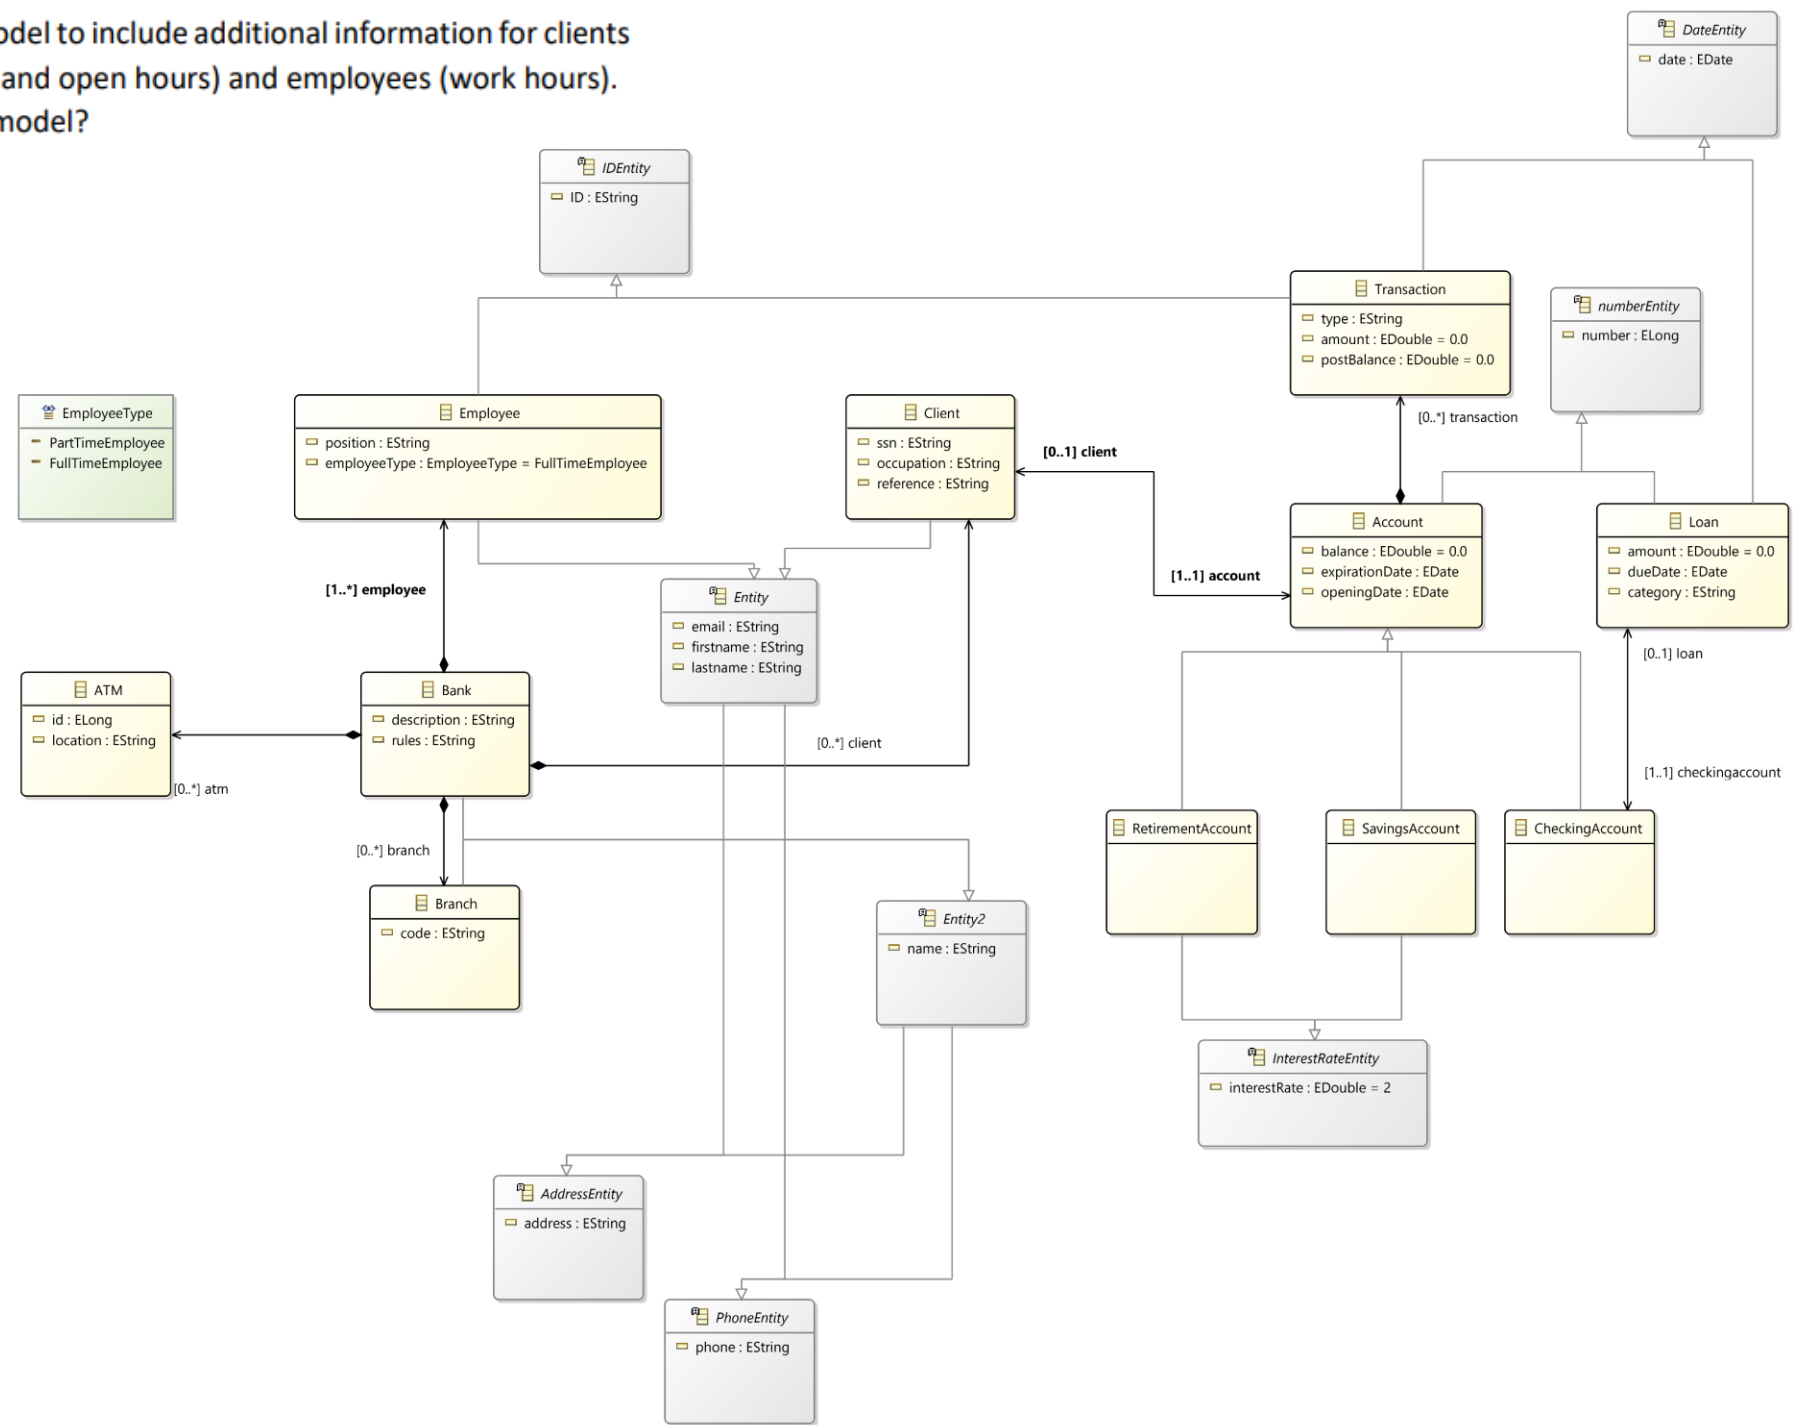 odel to include additional information for clients
and open hours) and employees (work hours).
model?
DateEntity
date : EDate
IDEntity
ID : EString
Transaction
type : EString
amount : EDouble = 0.0
postBalance : EDouble = 0.0
numberEntity
number : ELong
EmployeeType
PartTimeEmployee
FullTimeEmployee
Employee
position : EString
employeeType : EmployeeType = FullTimeEmployee
Client
ssn : EString
occupation : EString
reference : EString
[0..1] client
[0..*] transaction
Account
balance : EDouble = 0.0
expirationDate : EDate
openingDate : EDate
Loan
amount : EDouble = 0.0
dueDate : EDate
category : EString
[1..1] account
[1..*] employee
Entity
email : EString
firstname : EString
lastname : EString
[0..1] loan
ATM
id : ELong
location : EString
Bank
description : EString
rules : EString
[0..*] client
[0..*] atm
[1..1] checkingaccount
[0..*] branch
RetirementAccount
SavingsAccount
CheckingAccount
Branch
code : EString
Entity2
name : EString
InterestRateEntity
interestRate : EDouble = 2
AddressEntity
address : EString
PhoneEntity
phone : EString